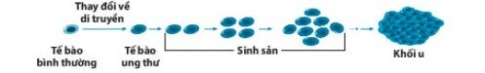 Thay đổi về
di truyền
Tế bào
bình thường
Tế bào
ung thư
Sinh sản
Khối u